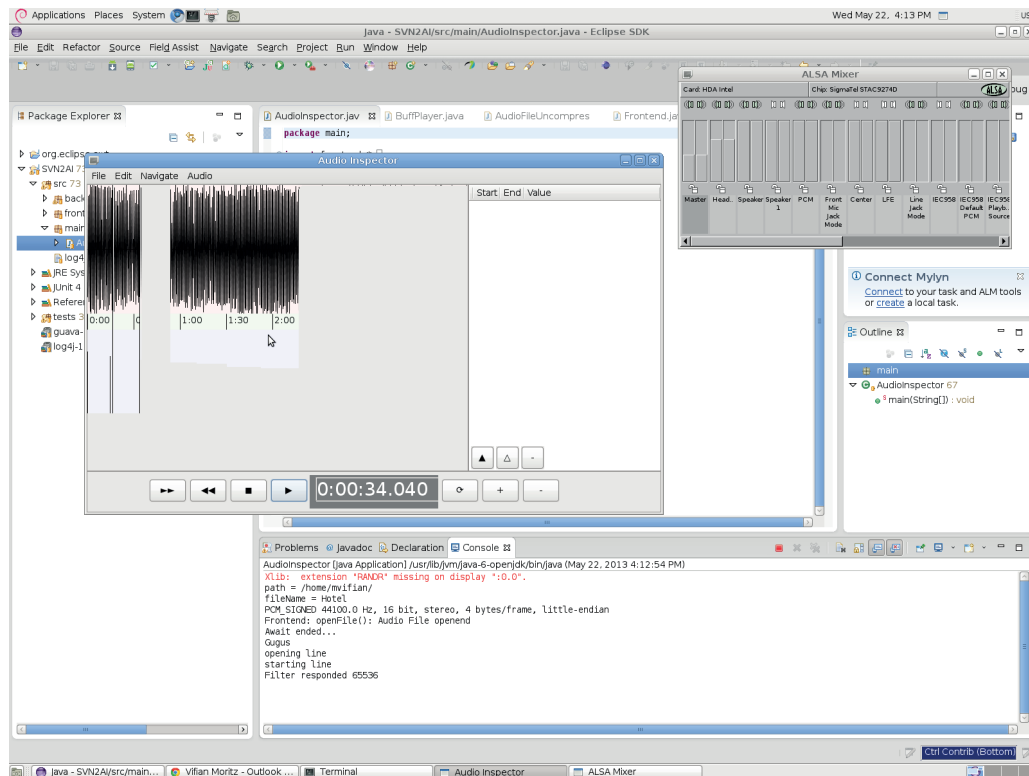 Applications Places System
Wed May 22, 4:13 PM
Java - SVN2AI/src/main/AudioInspector.java - Eclipse SDK
File Edit Refactor Source Field Assist Navigate Search Project Run Window Help
ALSA Mixer
Card: HDA Intel Chip: SigmaTel STAC9274D
ALSA
Master Head.. Speaker Speaker 1 PCM Front Mic Jack Mode Center LFE Line Jack Mode IEC958 IEC958 Default PCM IEC958 Playb.. Source
Package Explorer
AudioInspector.jav BuffPlayer.java AudioFileUncompres Frontend.ja
package main;
org.eclips
SVN2AI 73
src 73
back
front
main
log4
JRE Sys
JUnit 4
Refere
tests 3
guava-
log4j-1
Audio Inspector
File Edit Navigate Audio
Start End Value
0:00 1:00 1:30 2:00
0:00:34.040
+ -
Connect Mylyn
Connect to your task and ALM tools
or create a local task.
Outline
main
AudioInspector 67
main(String[]) : void
Problems Javadoc Declaration Console
AudioInspector [Java Application] /usr/lib/jvm/java-6-openjdk/bin/java (May 22, 2013 4:12:54 PM)
Xlib: extension "RANDR" missing on display ":0.0".
path = /home/mvifian/
fileName = Hotel
PCM_SIGNED 44100.0 Hz, 16 bit, stereo, 4 bytes/frame, little-endian
Frontend: openFile(): Audio File openend
Await ended...
Gugus
opening line
starting line
Filter responded 65536
Ctrl Contrib (Bottom)
Java - SVN2AI/src/main... Vifian Moritz - Outlook ... Terminal Audio Inspector ALSA Mixer